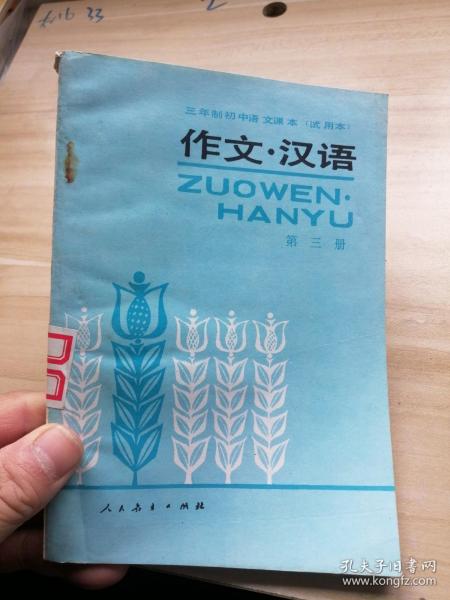 三年制初中语文课本（试用本）
作文·汉语
ZUOWEN·
HANYU
第三册
人民教育出版社
孔夫子旧书网
www.kongfz.com